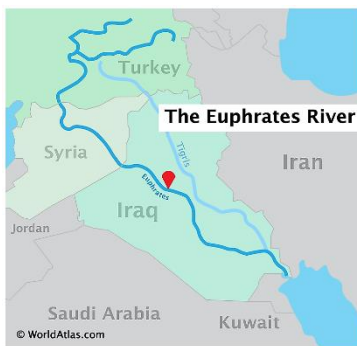 Turkey
The Euphrates River
Tigris
Syria
Iran
Euphrates
Iraq
Jordan
Saudi Arabia
Kuwait
© WorldAtlas.com